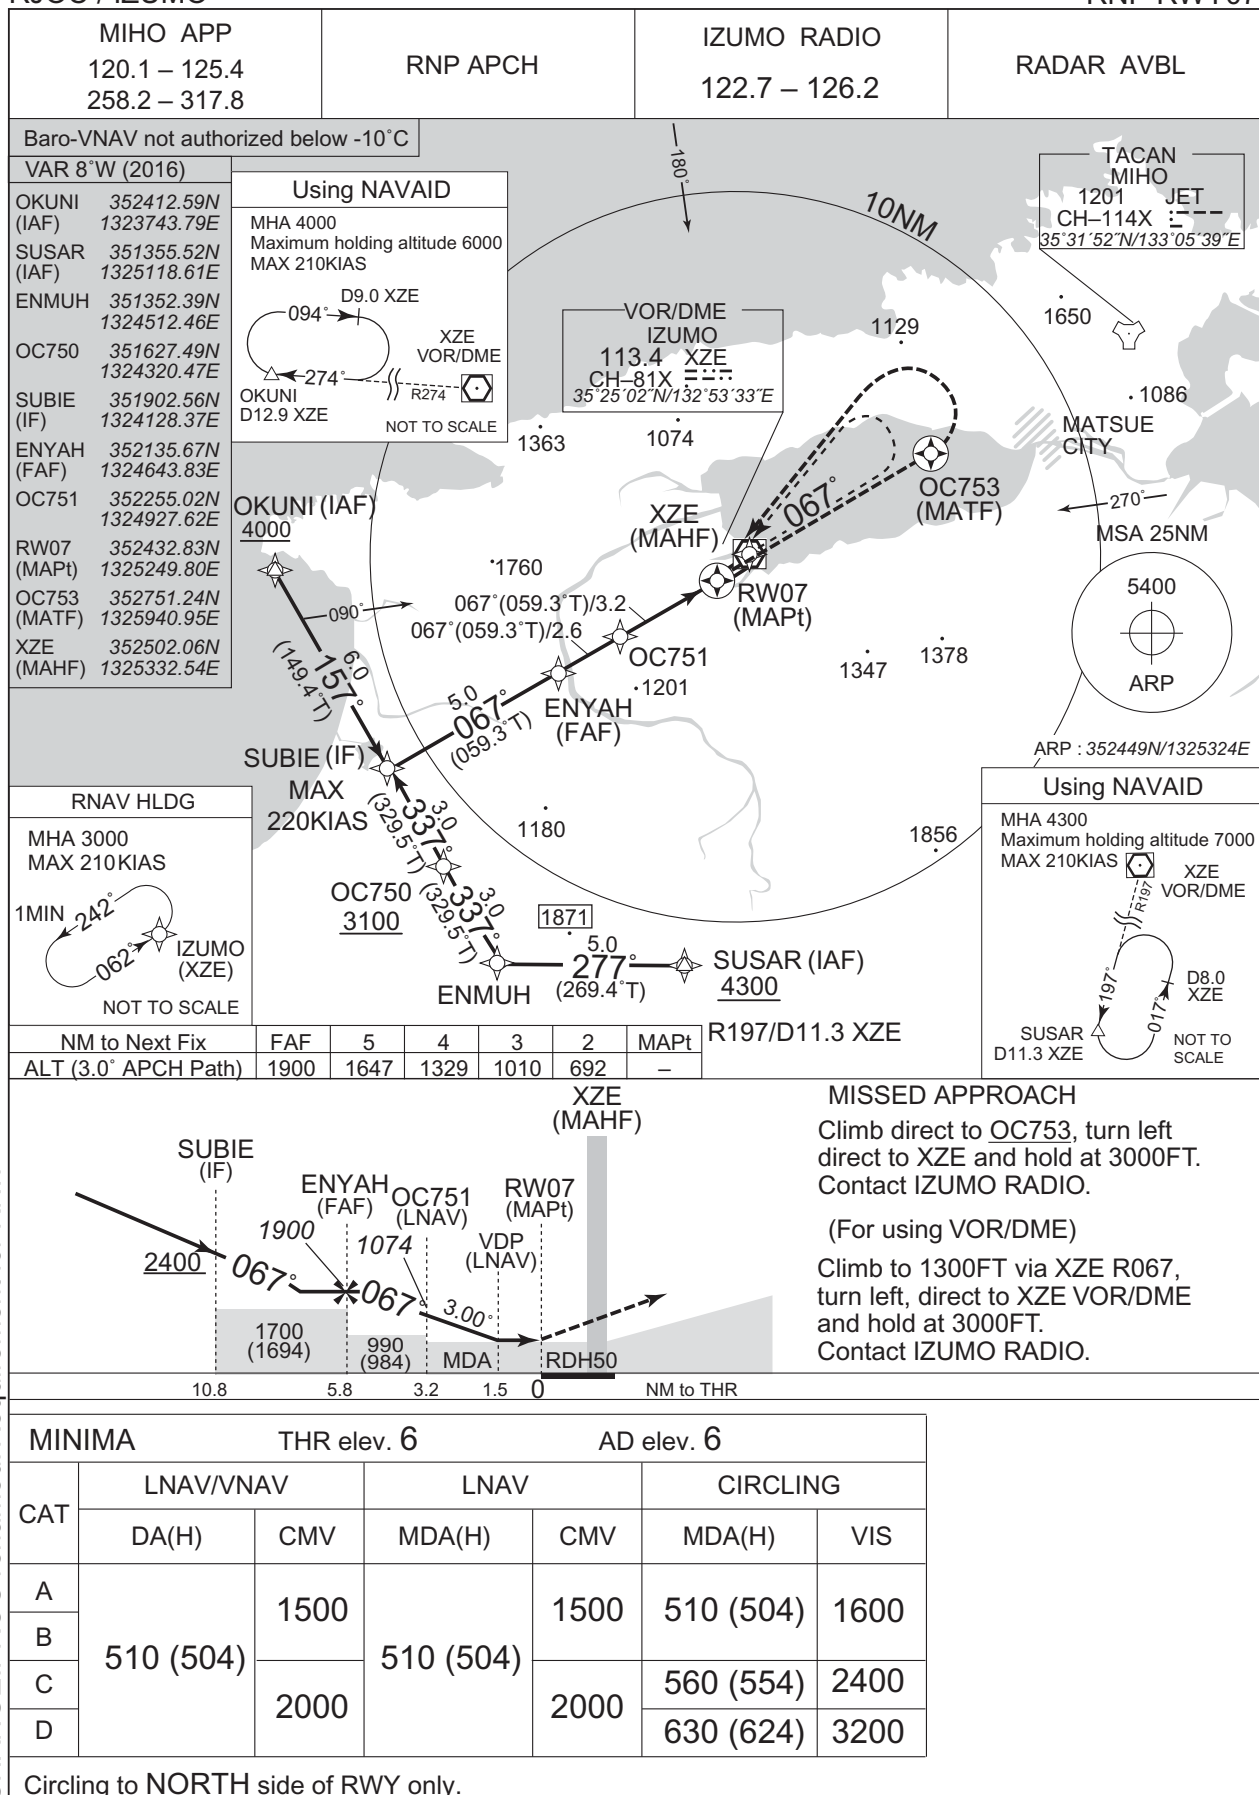 MIHO APP
120.1 – 125.4
258.2 – 317.8
RNP APCH
IZUMO RADIO
122.7 – 126.2
RADAR AVBL
Baro-VNAV not authorized below -10˚C
VAR 8˚W (2016)
OKUNI 352412.59N
(IAF) 1323743.79E
SUSAR 351355.52N
(IAF) 1325118.61E
ENMUH 351352.39N
1324512.46E
OC750 351627.49N
1324320.47E
SUBIE 351902.56N
(IF) 1324128.37E
ENYAH 352135.67N
(FAF) 1324643.83E
OC751 352255.02N
1324927.62E
RW07 352432.83N
(MAPt) 1325249.80E
OC753 352751.24N
(MATF) 1325940.95E
XZE 352502.06N
(MAHF) 1325332.54E
Using NAVAID
MHA 4000
Maximum holding altitude 6000
MAX 210KIAS
D9.0 XZE
094˚
XZE
VOR/DME
274˚
R274
OKUNI
D12.9 XZE
NOT TO SCALE
180˚
10NM
TACAN
MIHO
1201 JET
CH–114X
35˚31´52˝N/133˚05´39˝E
VOR/DME
IZUMO
113.4 XZE
CH–81X
35˚25´02˝N/132˚53´33˝E
1129
1650
1086
1363
1074
MATSUE
CITY
OKUNI (IAF)
4000
XZE
(MAHF)
067˚
OC753
(MATF)
270˚
MSA 25NM
5400
ARP
ARP : 352449N/1325324E
1760
090˚
067˚(059.3˚T)/3.2
067˚(059.3˚T)/2.6
RW07
(MAPt)
OC751
1201
1347
1378
6.0
157˚
(149.4˚T)
5.0
067˚
(059.3˚T)
ENYAH
(FAF)
SUBIE (IF)
MAX
220KIAS
3.0
337˚
(329.5˚T)
1180
1856
OC750
3100
3.0
337˚
(329.5˚T)
1871
5.0
277˚
(269.4˚T)
ENMUH
SUSAR (IAF)
4300
R197/D11.3 XZE
RNAV HLDG
MHA 3000
MAX 210KIAS
1MIN
242˚
062˚
IZUMO
(XZE)
NOT TO SCALE
Using NAVAID
MHA 4300
Maximum holding altitude 7000
MAX 210KIAS
XZE
VOR/DME
R197
197˚
017˚
D8.0
XZE
SUSAR
D11.3 XZE
NOT TO
SCALE
NM to Next Fix FAF 5 4 3 2 MAPt
ALT (3.0˚ APCH Path) 1900 1647 1329 1010 692 –
XZE
(MAHF)
SUBIE
(IF)
ENYAH
(FAF)
OC751
(LNAV)
RW07
(MAPt)
VDP
(LNAV)
1900
1074
2400
067˚
067˚
3.00˚
1700
(1694)
990
(984)
MDA
RDH50
10.8 5.8 3.2 1.5 0 NM to THR
MISSED APPROACH
Climb direct to OC753, turn left
direct to XZE and hold at 3000FT.
Contact IZUMO RADIO.
(For using VOR/DME)
Climb to 1300FT via XZE R067,
turn left, direct to XZE VOR/DME
and hold at 3000FT.
Contact IZUMO RADIO.
MINIMA THR elev. 6 AD elev. 6
CAT LNAV/VNAV LNAV CIRCLING
DA(H) CMV MDA(H) CMV MDA(H) VIS
A
B
C
D
510 (504)
1500
2000
510 (504)
1500
2000
510 (504) 1600
560 (554) 2400
630 (624) 3200
Circling to NORTH side of RWY only.